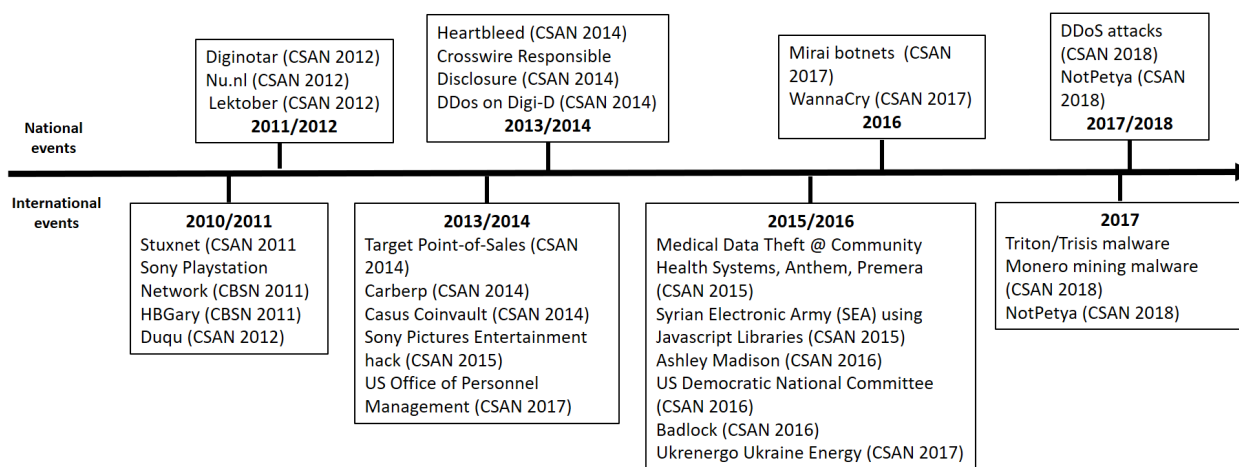 Diginotar (CSAN 2012)
Nu.nl (CSAN 2012)
Lektober (CSAN 2012)
2011/2012
Heartbleed (CSAN 2014)
Crosswire Responsible
Disclosure (CSAN 2014)
DDos on Digi-D (CSAN 2014)
2013/2014
Mirai botnets (CSAN
2017)
WannaCry (CSAN 2017)
2016
DDoS attacks
(CSAN 2018)
NotPetya (CSAN
2018)
2017/2018
National
events
International
events
2010/2011
Stuxnet (CSAN 2011
Sony Playstation
Network (CBSN 2011)
HBGary (CBSN 2011)
Duqu (CSAN 2012)
2013/2014
Target Point-of-Sales (CSAN
2014)
Carberp (CSAN 2014)
Casus Coinvault (CSAN 2014)
Sony Pictures Entertainment
hack (CSAN 2015)
US Office of Personnel
Management (CSAN 2017)
2015/2016
Medical Data Theft @ Community
Health Systems, Anthem, Premera
(CSAN 2015)
Syrian Electronic Army (SEA) using
Javascript Libraries (CSAN 2015)
Ashley Madison (CSAN 2016)
US Democratic National Committee
(CSAN 2016)
Badlock (CSAN 2016)
Ukrenergo Ukraine Energy (CSAN 2017)
2017
Triton/Trisis malware
Monero mining malware
(CSAN 2018)
NotPetya (CSAN 2018)